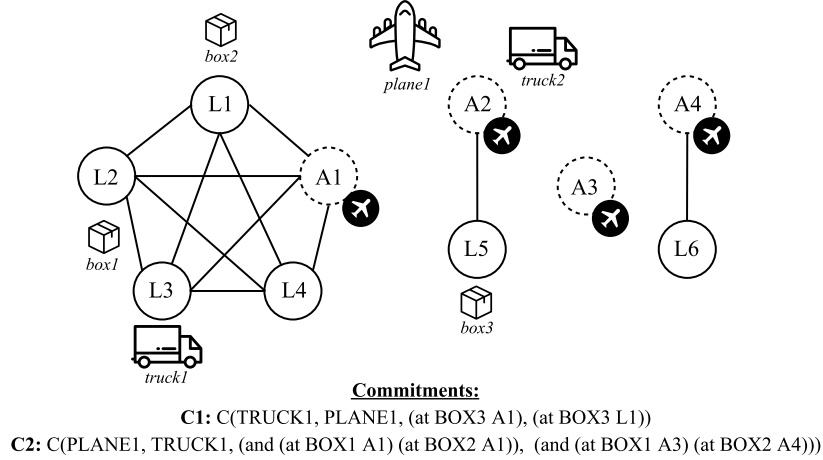 box2
plane1
truck2
L1
A2
A4
L2
A1
A3
box1
L5
L6
L3
L4
box3
truck1
Commitments:
C1: C(TRUCK1, PLANE1, (at BOX3 A1), (at BOX3 L1))
C2: C(PLANE1, TRUCK1, (and (at BOX1 A1) (at BOX2 A1)), (and (at BOX1 A3) (at BOX2 A4)))